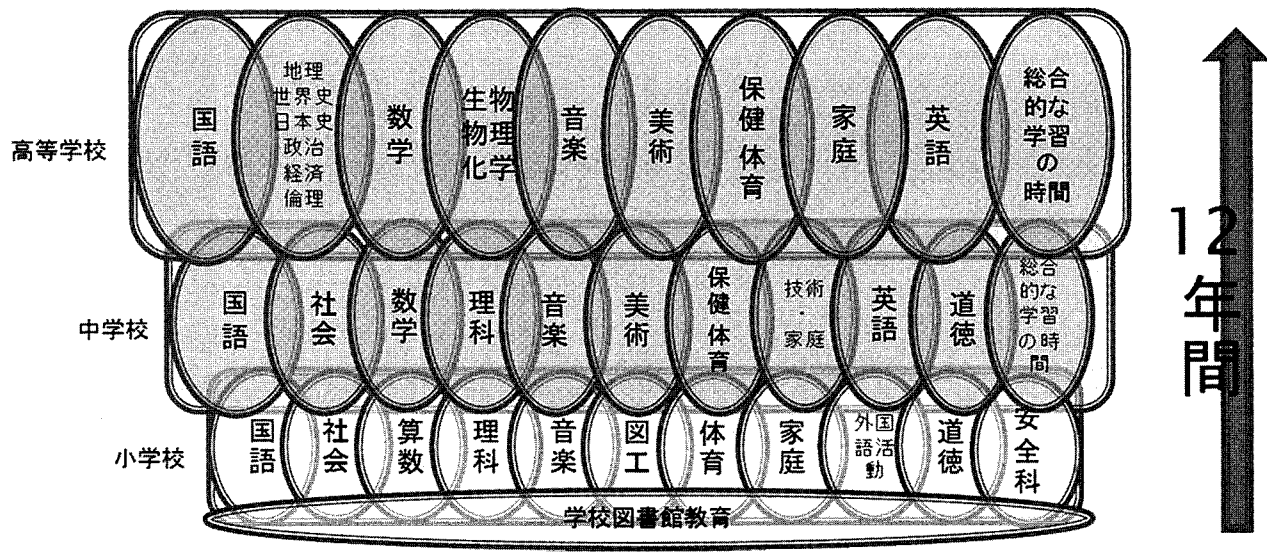 高等学校
国語
地理
世界史
日本史
政治
経済
倫理
数学
生物
物理
化学
音楽
美術
保健体育
家庭
英語
総合的な学習の時間
中学校
国語
社会
数学
理科
音楽
美術
保健体育
技術
・
家庭
英語
道徳
総合的な学習の時間
小学校
国語
社会
算数
理科
音楽
図工
体育
家庭
外国語活動
道徳
安全科
学校図書館教育
12年間